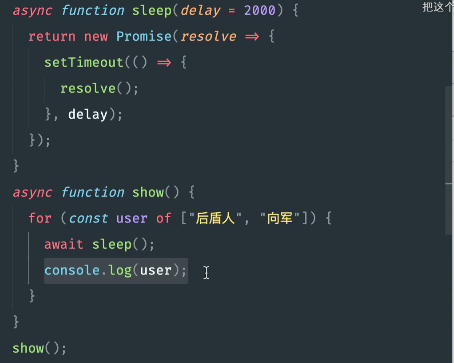 把这个
async function sleep(delay = 2000) {
  return new Promise(resolve => {
    setTimeout(() => {
      resolve();
    }, delay);
  });
}
async function show() {
  for (const user of ["后盾人", "向军"]) {
    await sleep();
    console.log(user);
  }
}
show();